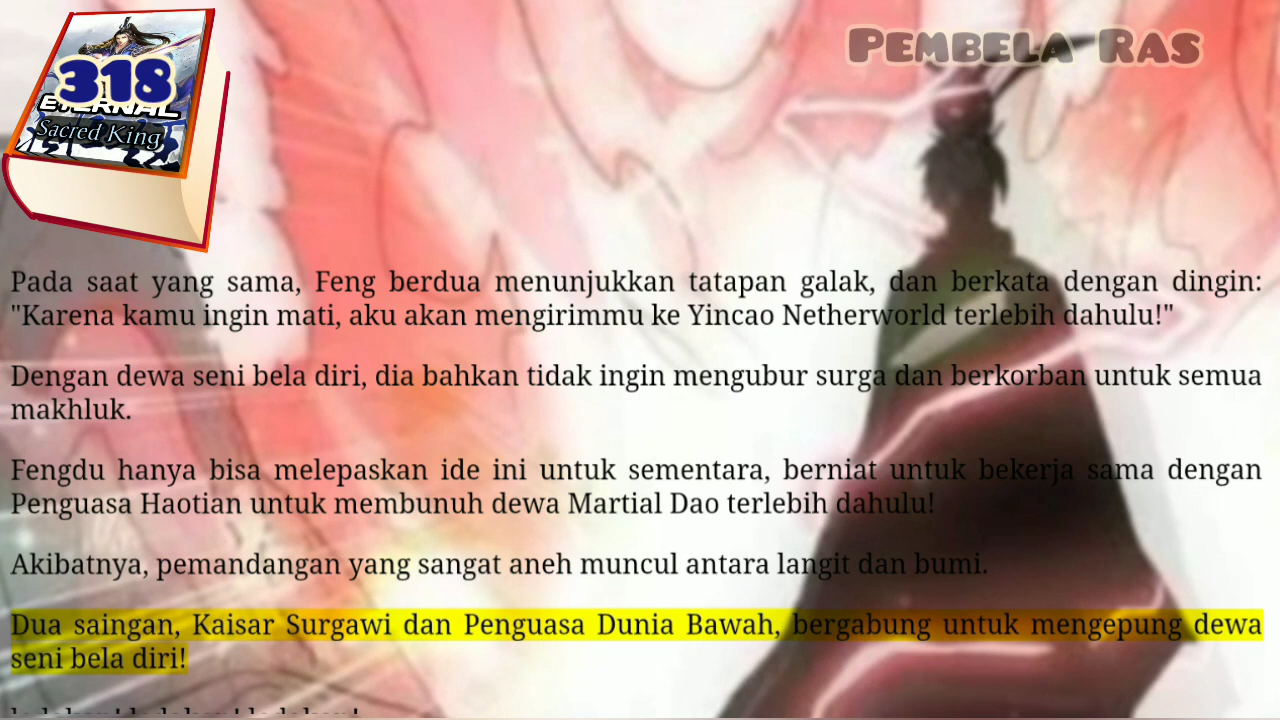 318
ETERNAL
Sacred King
Pembela Ras
Pada saat yang sama, Feng berdua menunjukkan tatapan galak, dan berkata dengan dingin:
"Karena kamu ingin mati, aku akan mengirimmu ke Yincao Netherworld terlebih dahulu!"
Dengan dewa seni bela diri, dia bahkan tidak ingin mengubur surga dan berkorban untuk semua
makhluk.
Fengdu hanya bisa melepaskan ide ini untuk sementara, berniat untuk bekerja sama dengan
Penguasa Haotian untuk membunuh dewa Martial Dao terlebih dahulu!
Akibatnya, pemandangan yang sangat aneh muncul antara langit dan bumi.
Dua saingan, Kaisar Surgawi dan Penguasa Dunia Bawah, bergabung untuk mengepung dewa
seni bela diri!